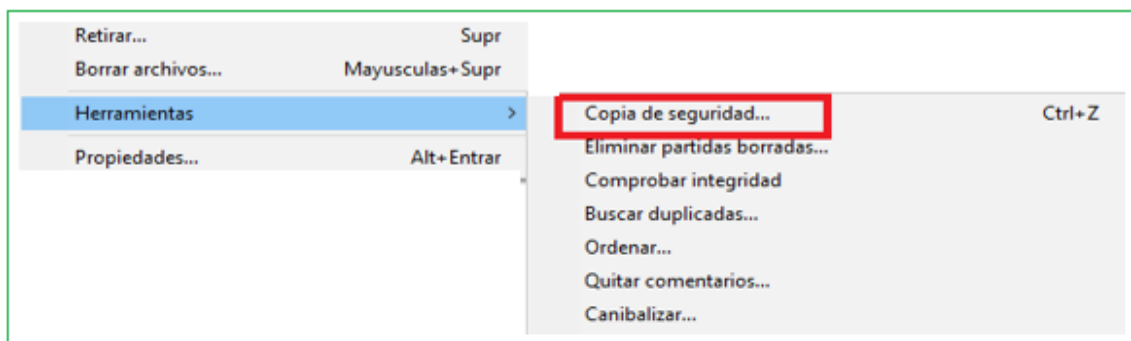 Retirar... Supr
Borrar archivos... Mayusculas+Supr
Herramientas >
Propiedades... Alt+Entrar
Copia de seguridad... Ctrl+Z
Eliminar partidas borradas...
Comprobar integridad
Buscar duplicadas...
Ordenar...
Quitar comentarios...
Canibalizar...